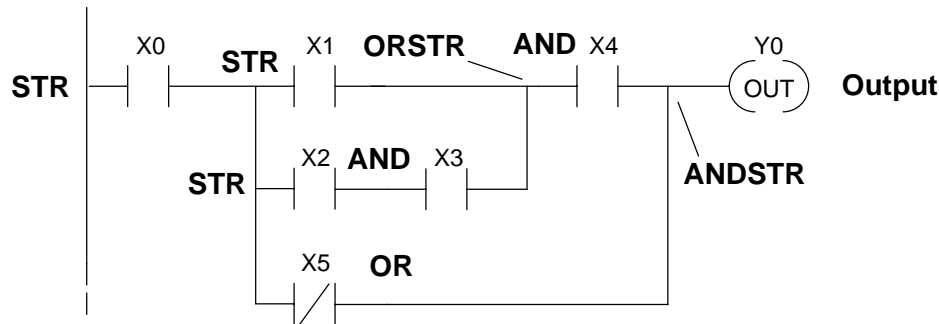 X0
X1
ORSTR
AND
X4
Y0
STR
STR
OUT
Output
X2
AND
X3
STR
ANDSTR
X5
OR